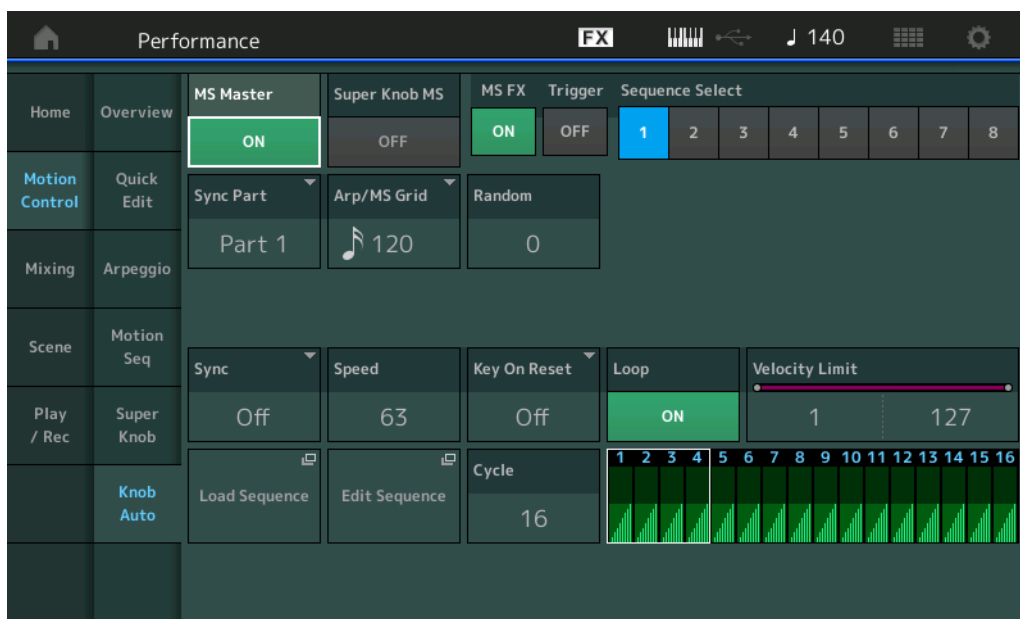 Performance
FX
140
Home
Overview
MS Master
ON
Super Knob MS
OFF
MS FX
ON
Trigger
OFF
Sequence Select
1 2 3 4 5 6 7 8
Motion
Control
Quick
Edit
Sync Part
Part 1
Arp/MS Grid
120
Random
0
Mixing
Arpeggio
Scene
Motion
Seq
Sync
Off
Speed
63
Key On Reset
Off
Loop
ON
Velocity Limit
1 127
Play
/ Rec
Super
Knob
Knob
Auto
Load Sequence
Edit Sequence
Cycle
16
1 2 3 4 5 6 7 8 9 10 11 12 13 14 15 16